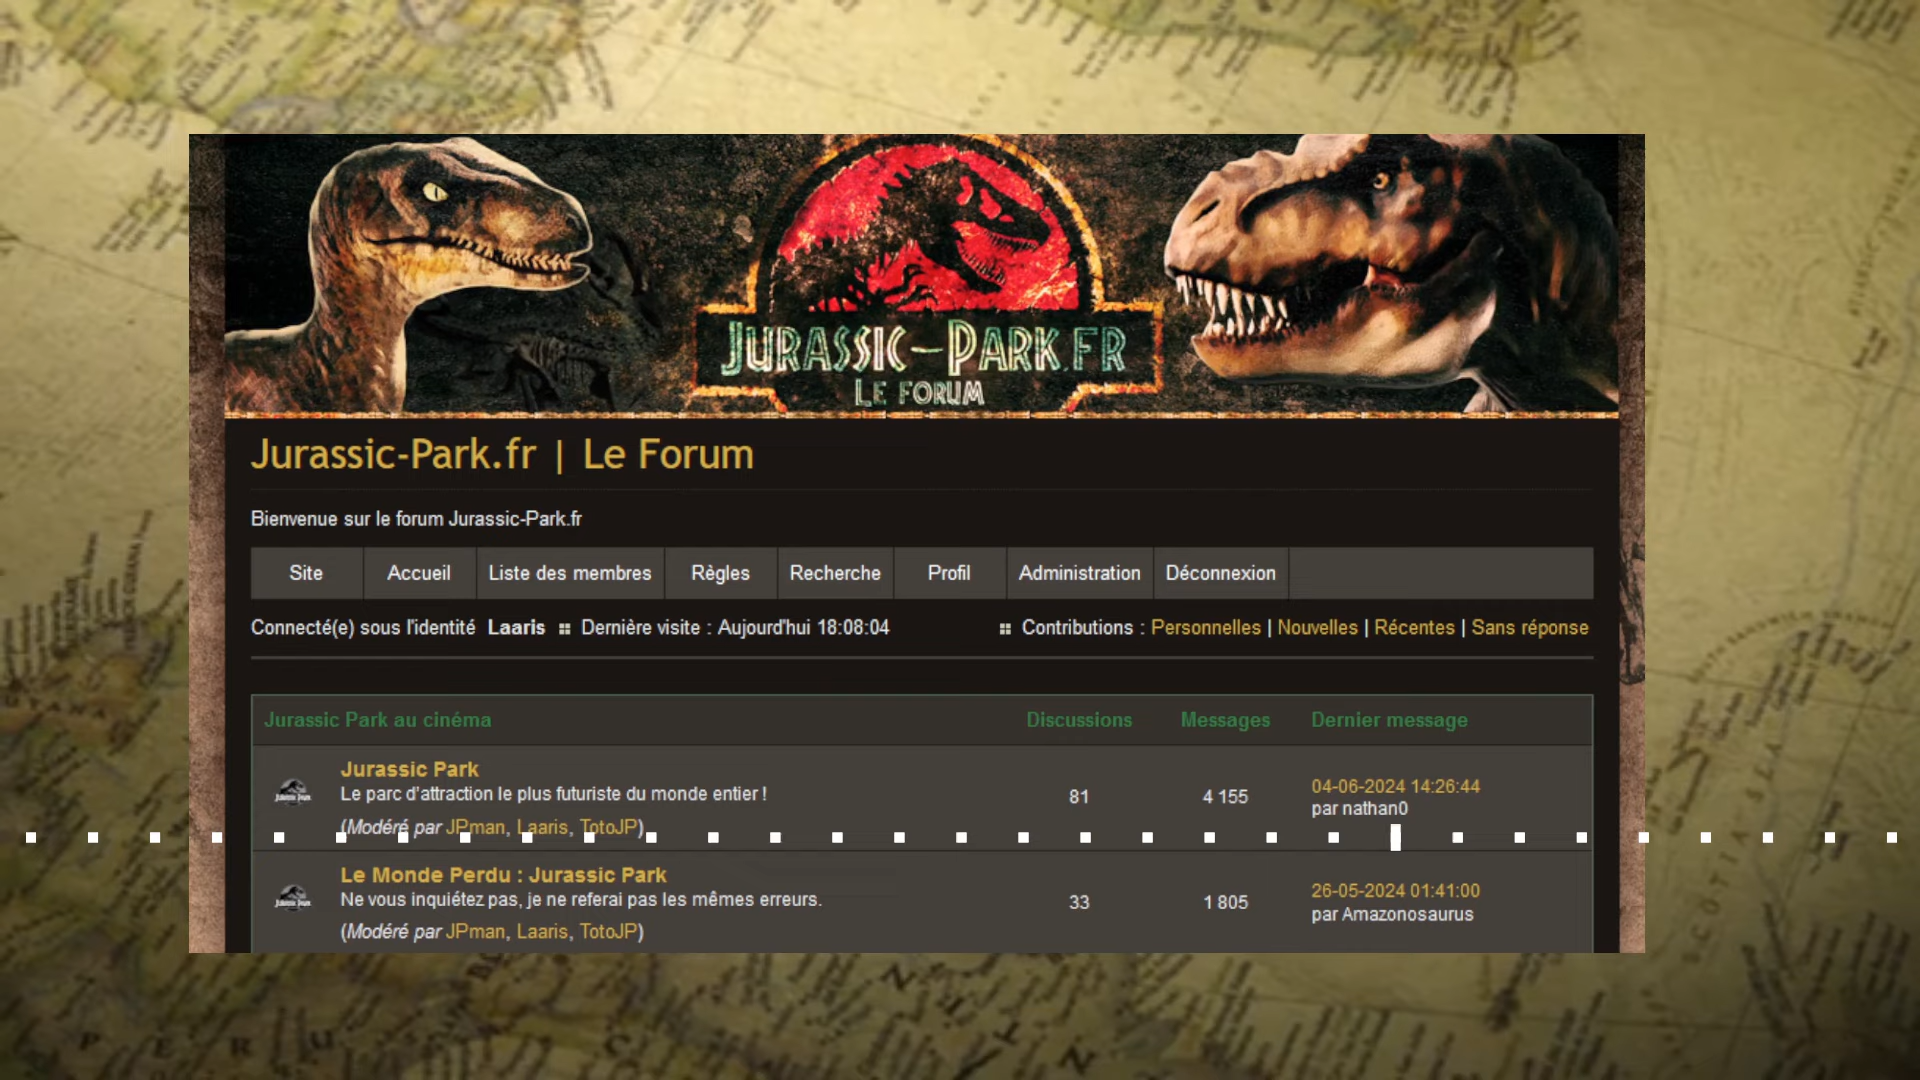 JURASSIC-PARK.FR
LE FORUM
Jurassic-Park.fr | Le Forum
Bienvenue sur le forum Jurassic-Park.fr
Site Accueil Liste des membres Règles Recherche Profil Administration Déconnexion
Connecté(e) sous l'identité Laaris Dernière visite : Aujourd'hui 18:08:04 Contributions : Personnelles | Nouvelles | Récentes | Sans réponse
Jurassic Park au cinéma Discussions Messages Dernier message
Jurassic Park
Le parc d'attraction le plus futuriste du monde entier !
(Modéré par JPman, Laaris, TotoJP)
81 4 155 04-06-2024 14:26:44
par nathan0
Le Monde Perdu : Jurassic Park
Ne vous inquiétez pas, je ne referai pas les mêmes erreurs.
(Modéré par JPman, Laaris, TotoJP)
33 1 805 26-05-2024 01:41:00
par Amazonosaurus